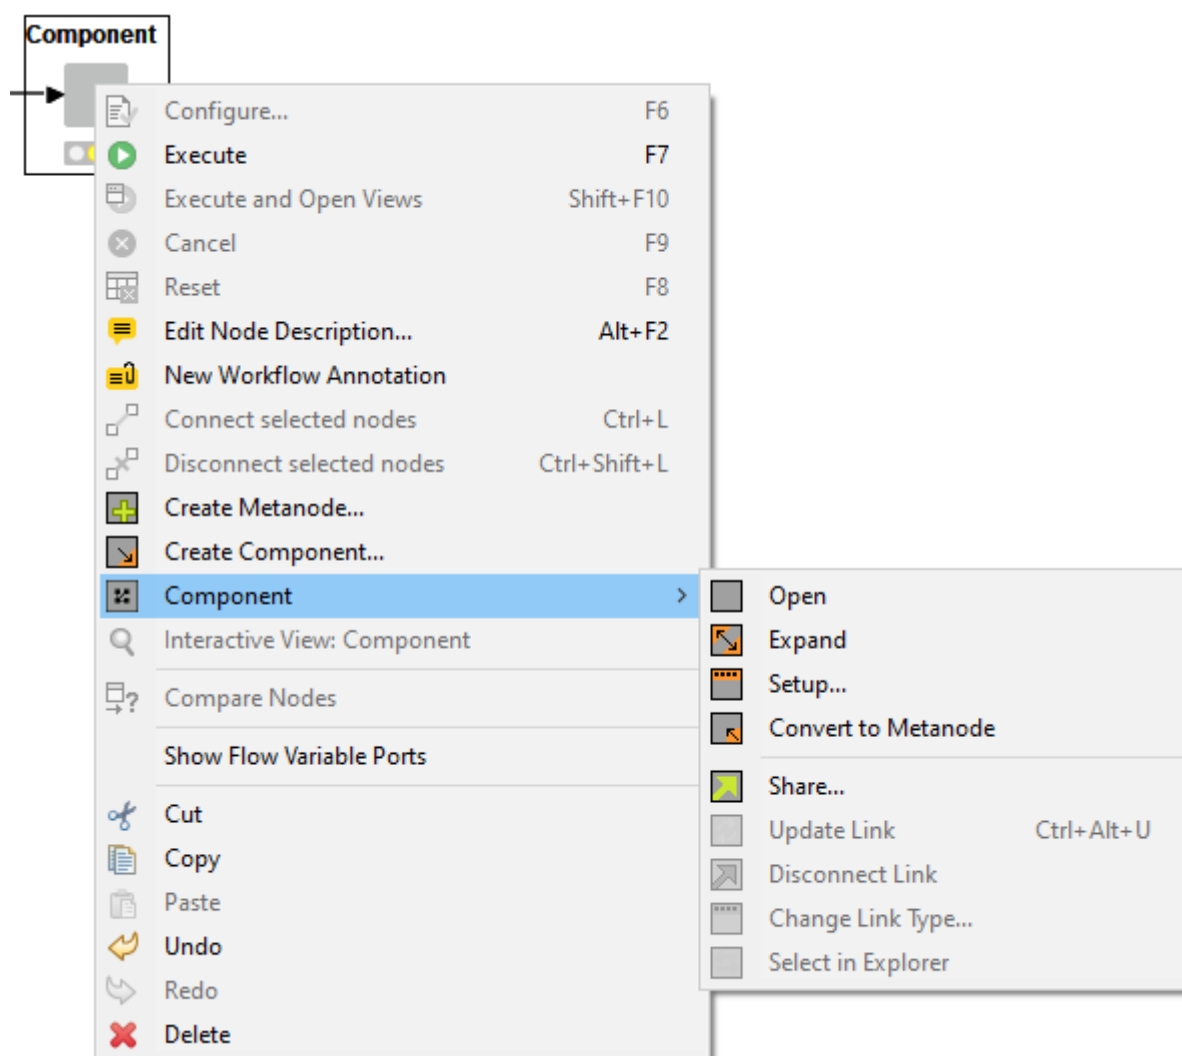 Component
Configure... F6
Execute F7
Execute and Open Views Shift+F10
Cancel F9
Reset F8
Edit Node Description... Alt+F2
New Workflow Annotation
Connect selected nodes Ctrl+L
Disconnect selected nodes Ctrl+Shift+L
Create Metanode...
Create Component...
Component
Interactive View: Component
Compare Nodes
Show Flow Variable Ports
Cut
Copy
Paste
Undo
Redo
Delete
Open
Expand
Setup...
Convert to Metanode
Share...
Update Link Ctrl+Alt+U
Disconnect Link
Change Link Type...
Select in Explorer